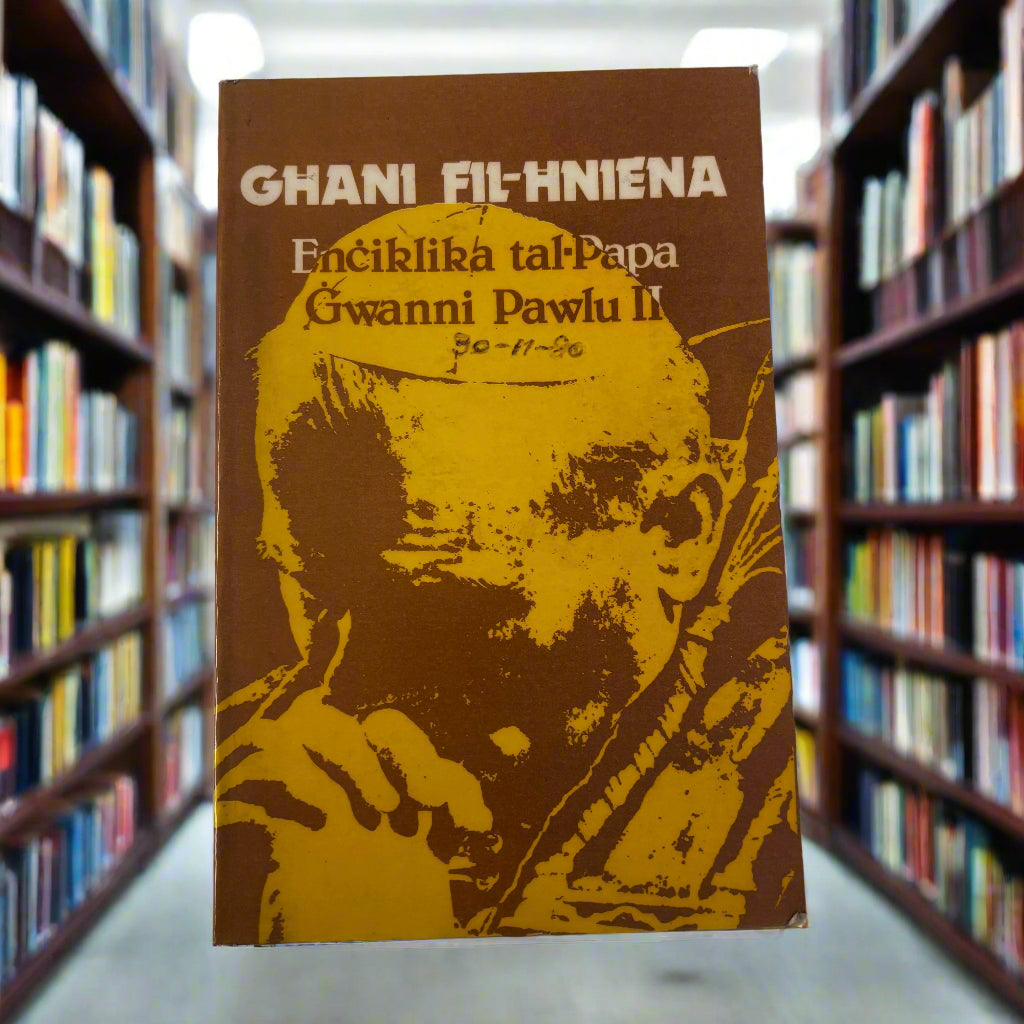 GHANI FIL-HNIENA
Enċiklika tal-Papa
Ġwanni Pawlu II
30-11-80